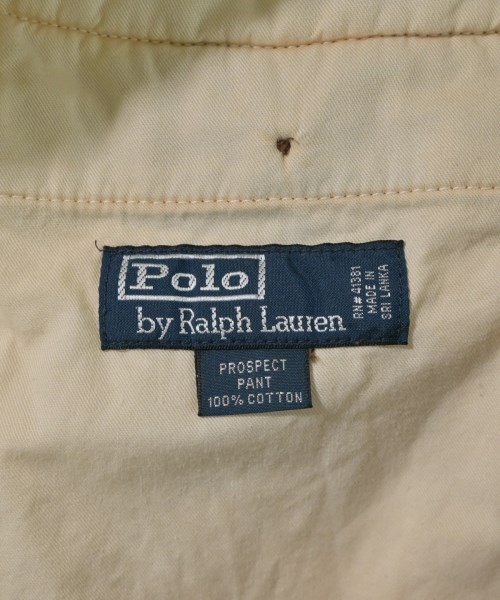 Polo
by Ralph Lauren
RN# 41381
MADE IN
SRI LANKA
PROSPECT
PANT
100% COTTON